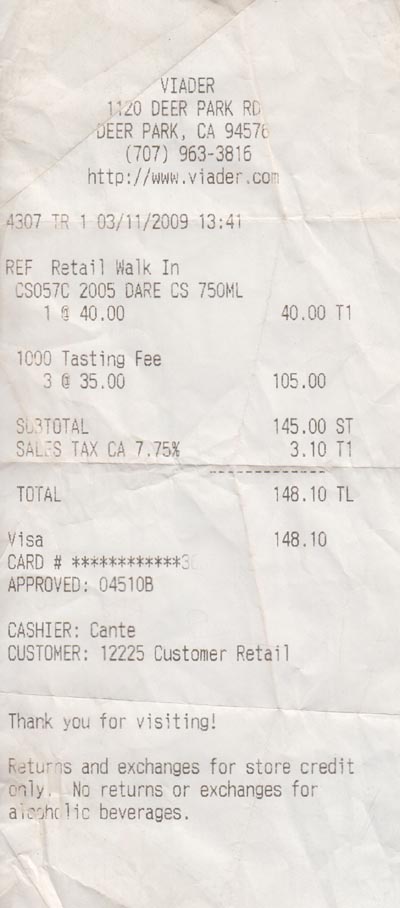 VIADER
1120 DEER PARK RD
DEER PARK, CA 94576
(707) 963-3816
http://www.viader.com
4307 TR 1 03/11/2009 13:41
REF Retail Walk In
CS057C 2005 DARE CS 750ML
1 @ 40.00 40.00 T1
1000 Tasting Fee
3 @ 35.00 105.00
SUBTOTAL 145.00 ST
SALES TAX CA 7.75% 3.10 T1
TOTAL 148.10 TL
Visa 148.10
CARD # ************3
APPROVED: 04510B
CASHIER: Cante
CUSTOMER: 12225 Customer Retail
Thank you for visiting!
Returns and exchanges for store credit
only. No returns or exchanges for
alcoholic beverages.